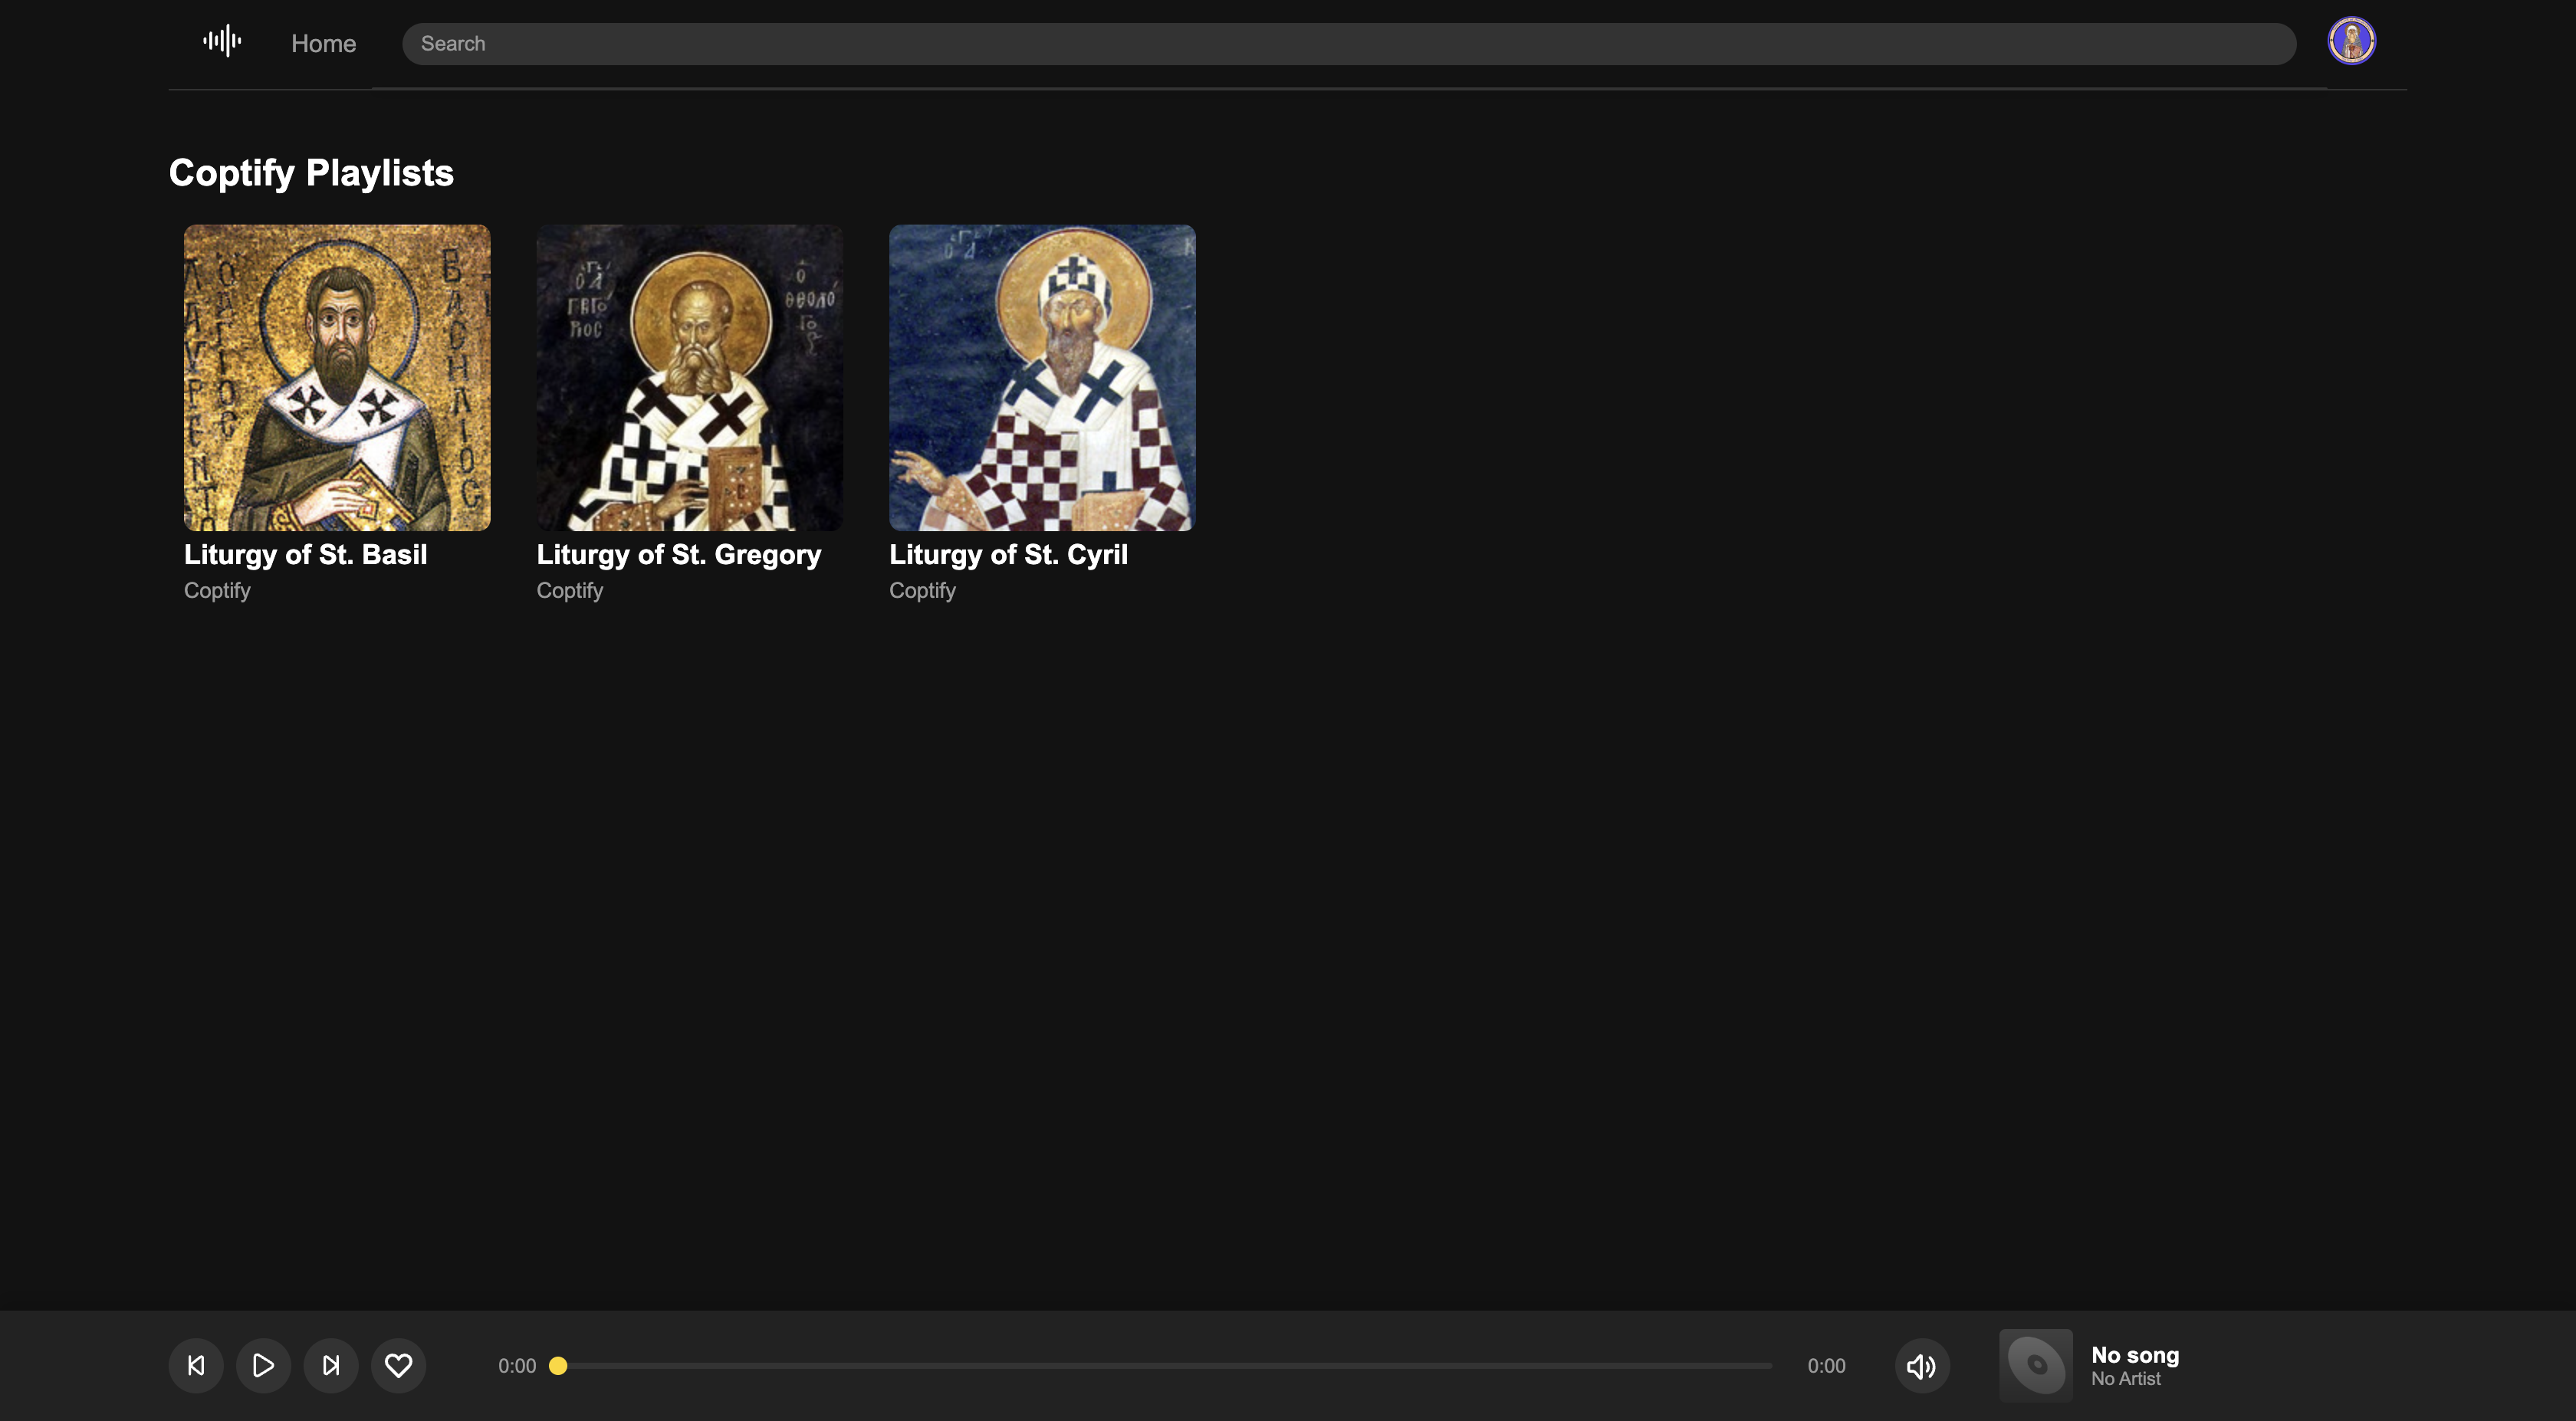 Home
Search
Coptify Playlists
Liturgy of St. Basil
Coptify
Liturgy of St. Gregory
Coptify
Liturgy of St. Cyril
Coptify
0:00
0:00
No song
No Artist